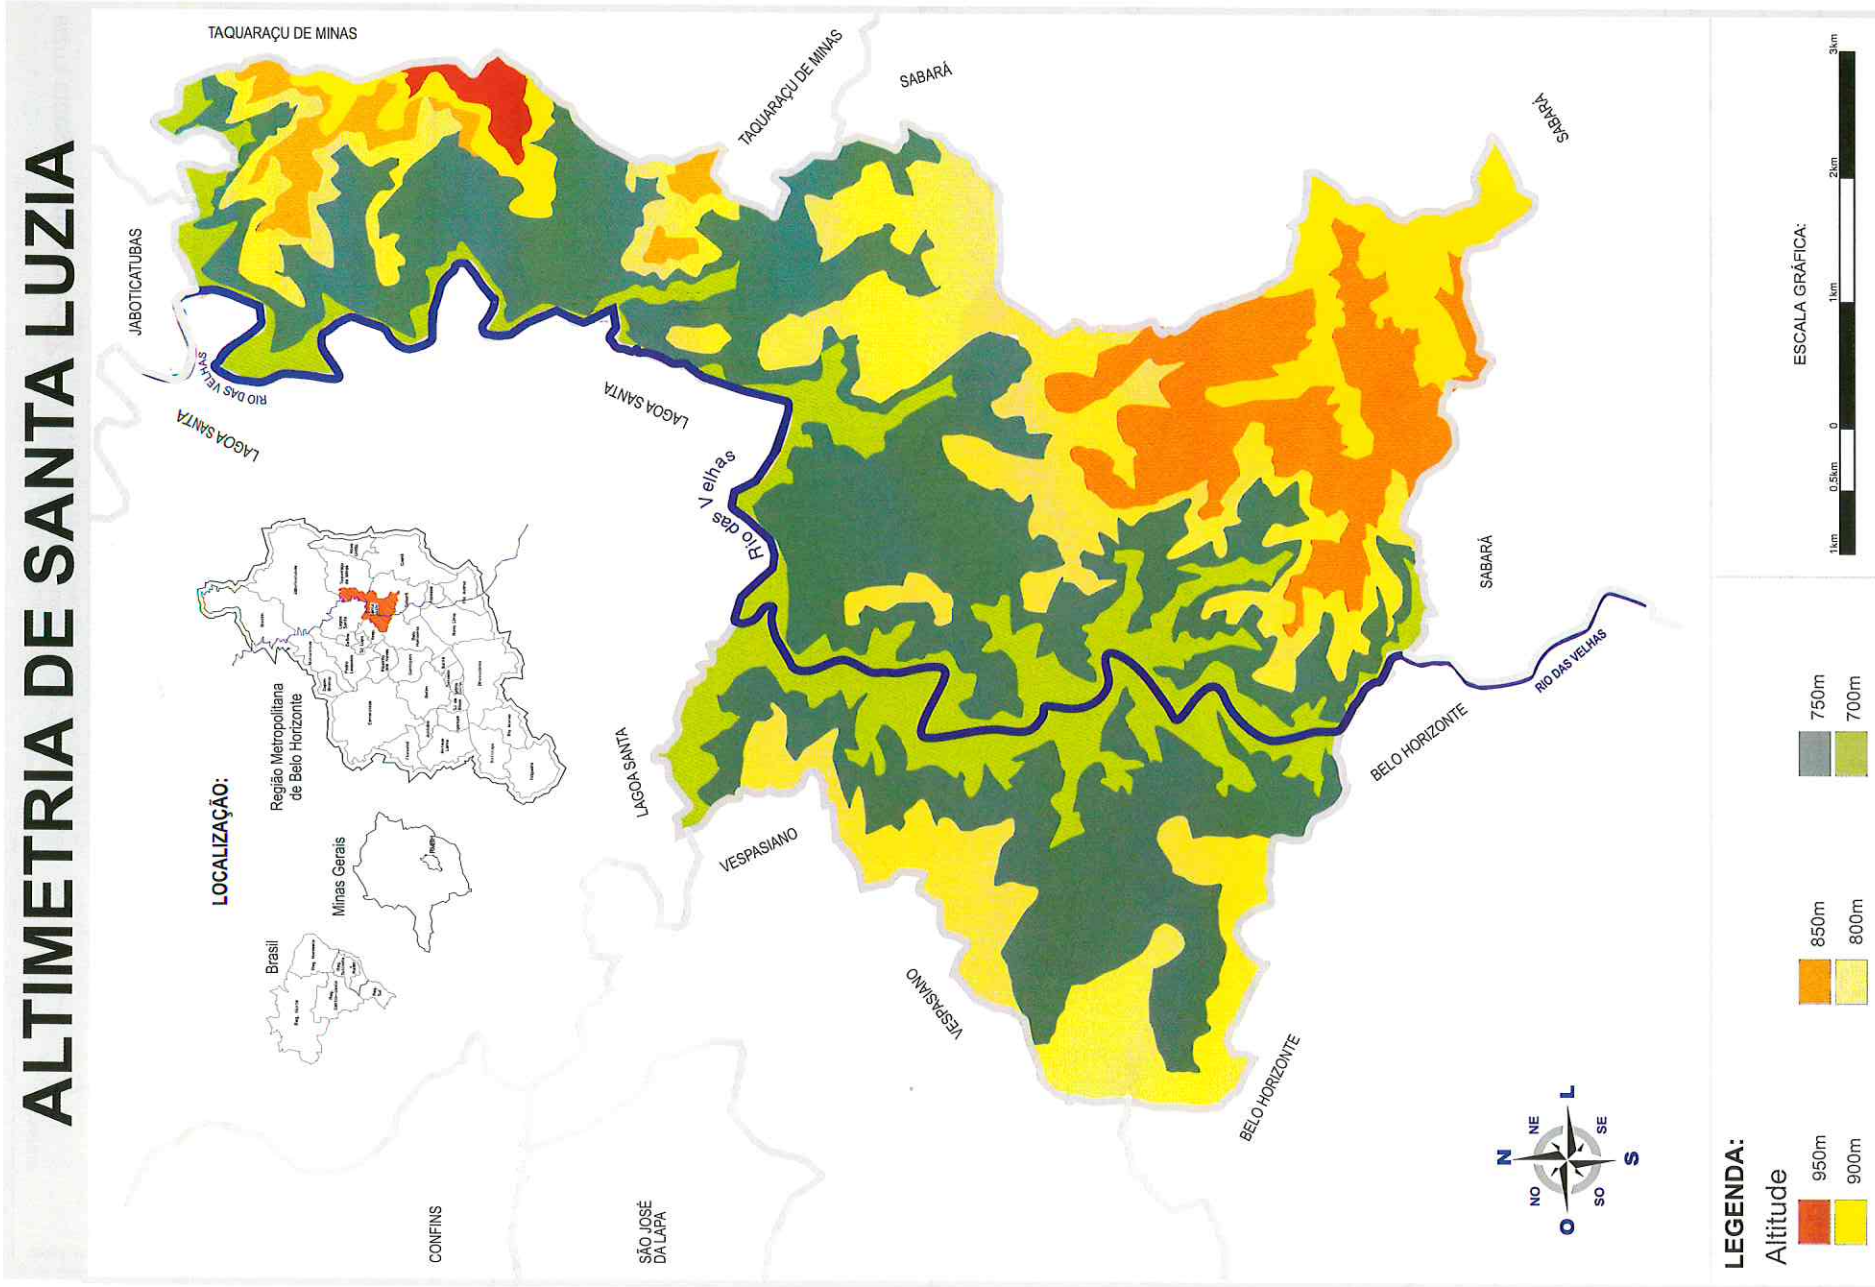 ALTIMETRIA DE SANTA LUZIA
LOCALIZAÇÃO:
Brasil
Minas Gerais
RMBH
Região Metropolitana
de Belo Horizonte
TAQUARAÇU DE MINAS
JABOTICATUBAS
RIO DAS VELHAS
LAGOA SANTA
LAGOA SANTA
TAQUARAÇU DE MINAS
SABARÁ
SABARÁ
Rio das Velhas
LAGOA SANTA
VESPASIANO
VESPASIANO
SABARÁ
RIO DAS VELHAS
BELO HORIZONTE
BELO HORIZONTE
CONFINS
SÃO JOSÉ
DA LAPA
N
NE
L
SE
S
SO
O
NO
LEGENDA:
Altitude
950m
900m
850m
800m
750m
700m
ESCALA GRÁFICA:
1km
0,5km
0
1km
2km
3km